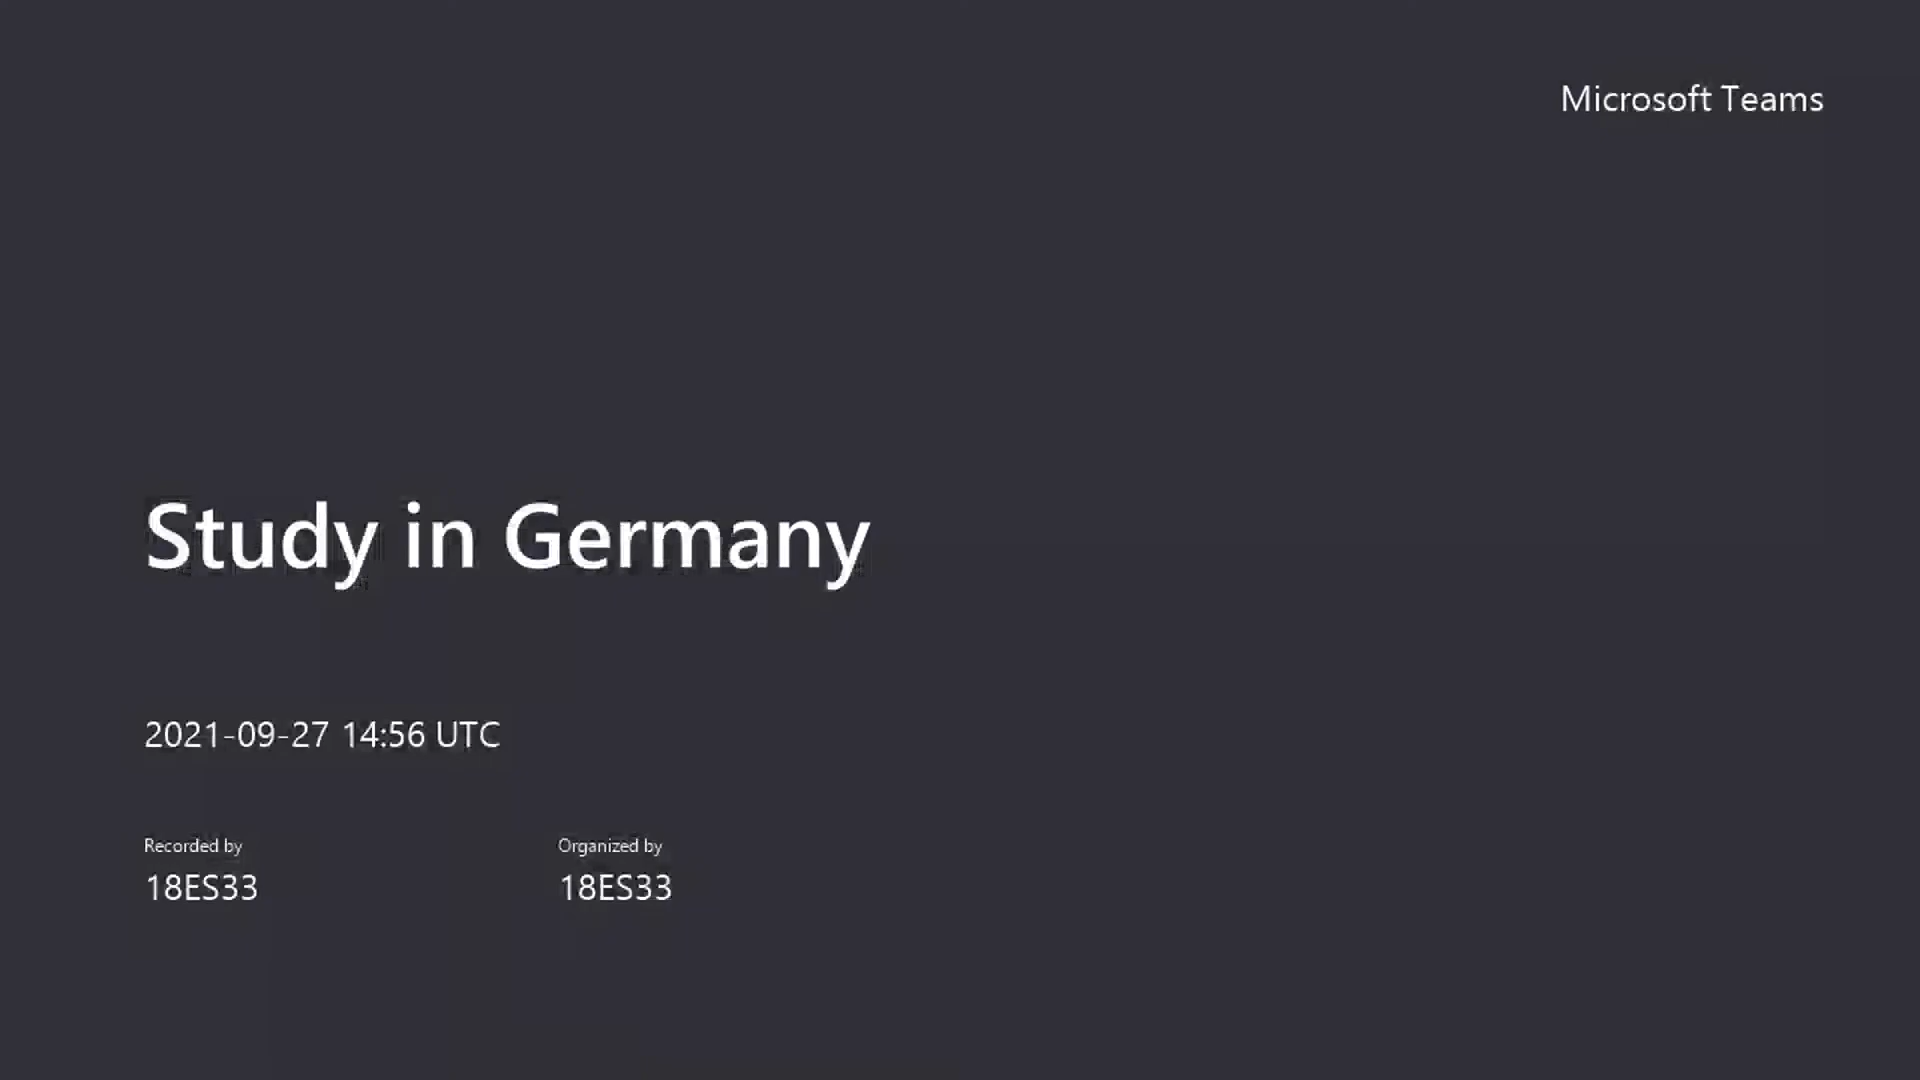 Microsoft Teams
Study in Germany
2021-09-27 14:56 UTC
Recorded by
18ES33
Organized by
18ES33